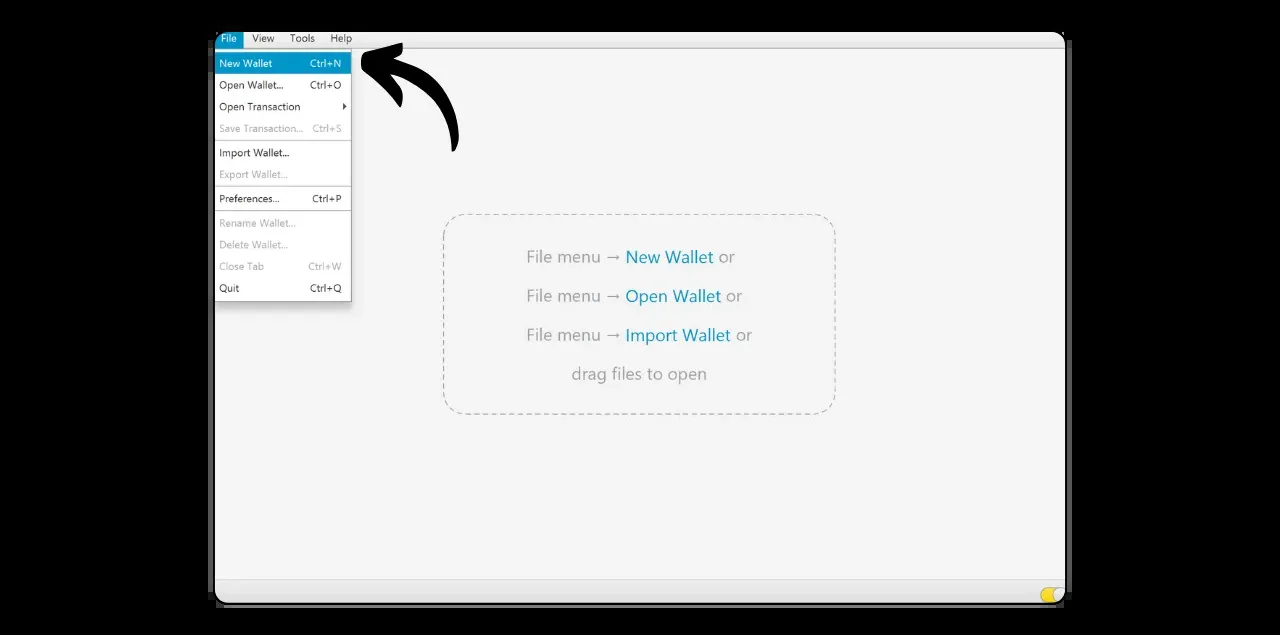 File View Tools Help
New Wallet Ctrl+N
Open Wallet... Ctrl+O
Open Transaction
Save Transaction... Ctrl+S
Import Wallet...
Export Wallet...
Preferences... Ctrl+P
Rename Wallet...
Delete Wallet...
Close Tab Ctrl+W
Quit Ctrl+Q
File menu → New Wallet or
File menu → Open Wallet or
File menu → Import Wallet or
drag files to open